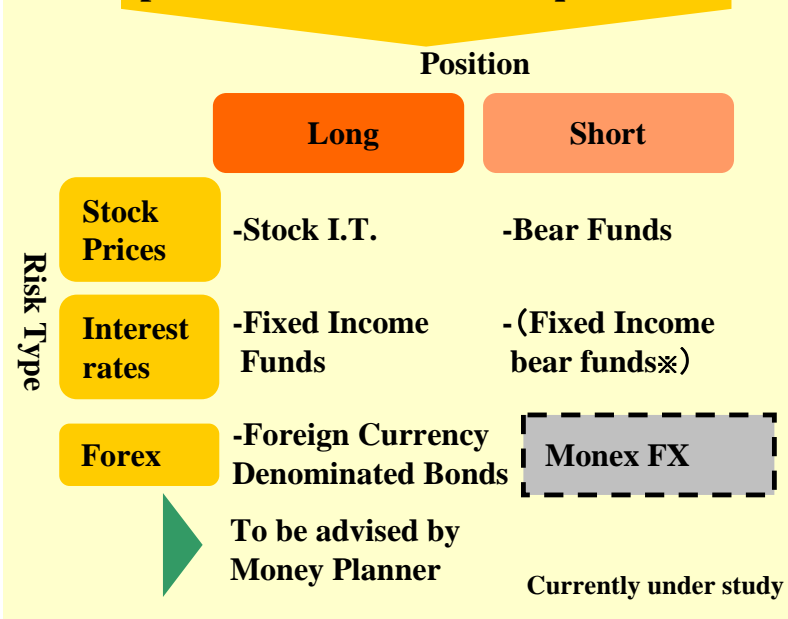 Position
Long
Short
Risk Type
Stock
Prices
-Stock I.T.
-Bear Funds
Interest
rates
-Fixed Income
Funds
-（Fixed Income
bear funds※）
Forex
-Foreign Currency
Denominated Bonds
Monex FX
To be advised by
Money Planner
Currently under study